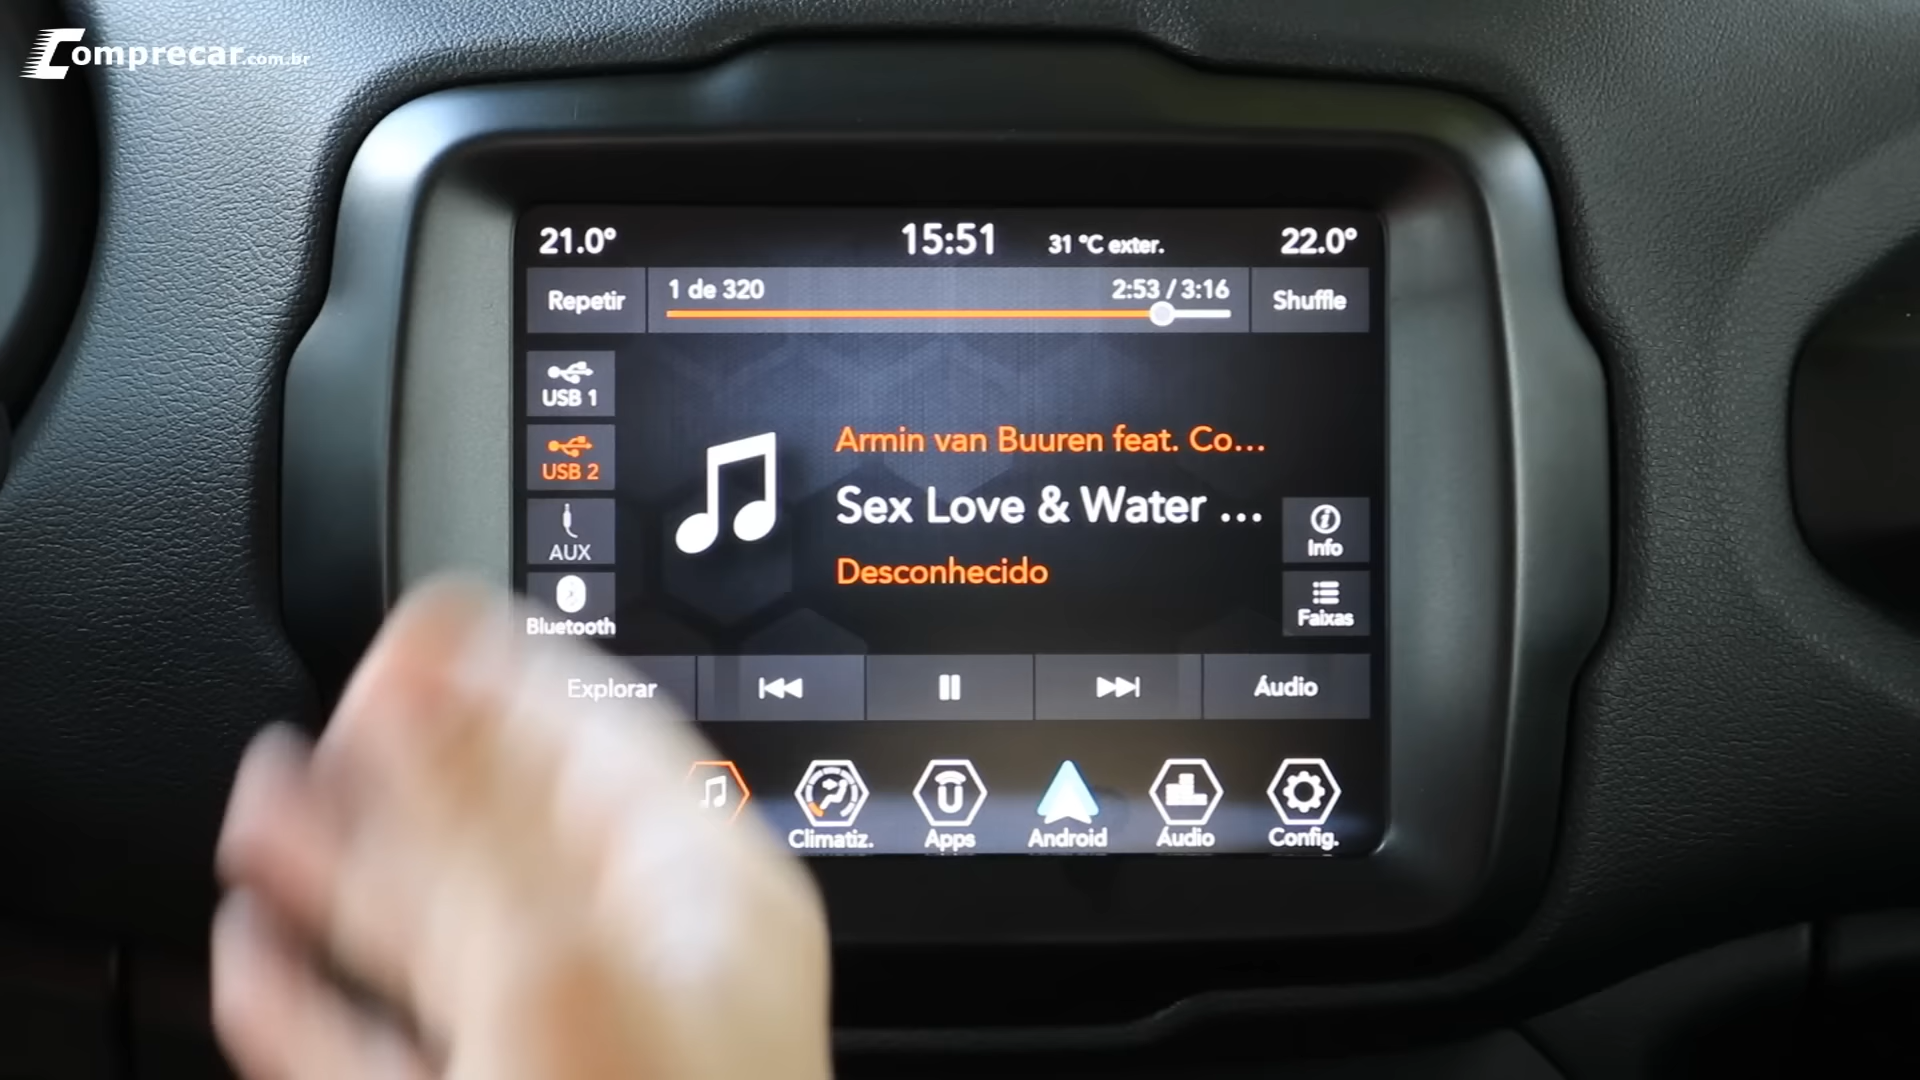 Comprecar.com.br
21.0° 15:51 31 °C exter. 22.0°
Repetir 1 de 320 2:53 / 3:16 Shuffle
USB 1
USB 2
AUX
Bluetooth
Armin van Buuren feat. Co...
Sex Love & Water ...
Desconhecido
Info
Faixas
Explorar Áudio
Climatiz. Apps Android Áudio Config.